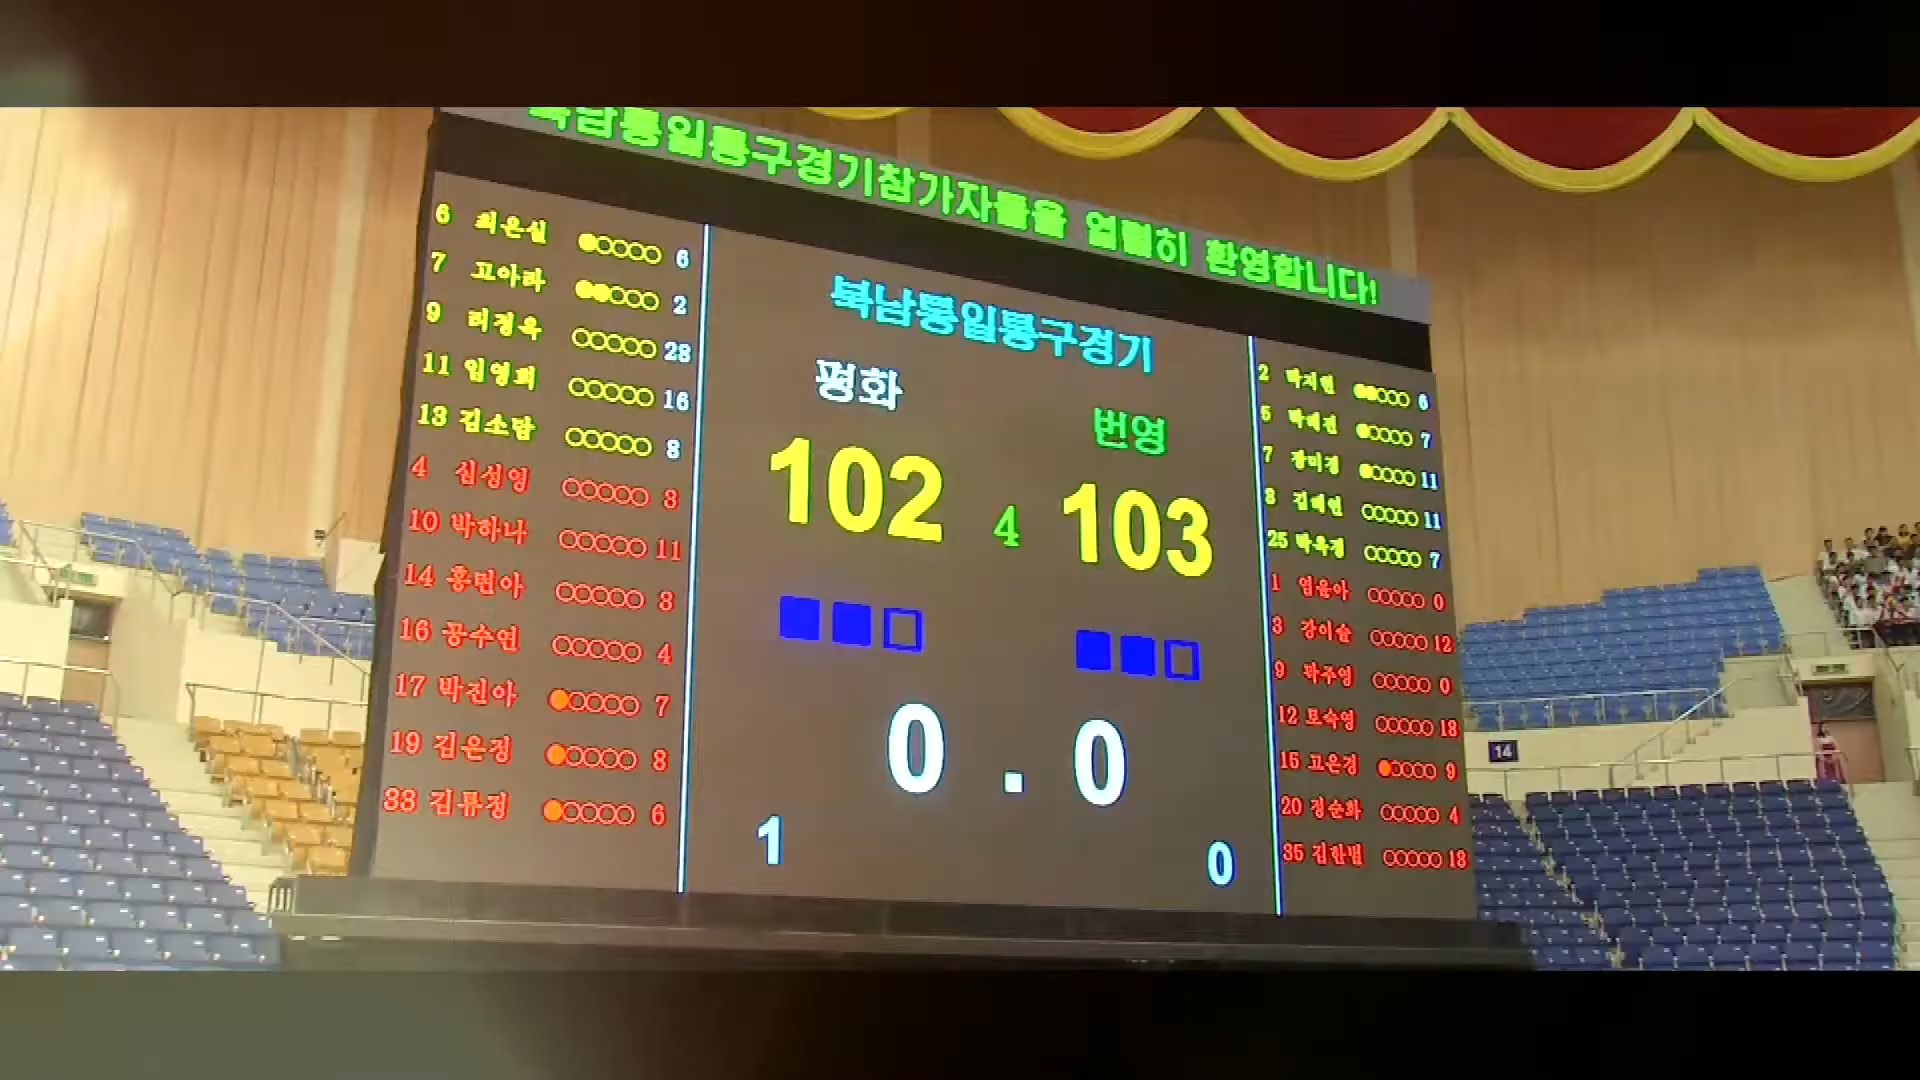 북남통일롱구경기참가자들을 열렬히 환영합니다!
6 최은실 6
7 고아라 2
9 리정옥 28
11 임영희 16
13 김소담 8
4 심성영 8
10 박하나 11
14 홍련아 8
16 공수연 4
17 박진아 7
19 김은정 8
33 김류정 6
북남통일롱구경기
평화
번영
102 4 103
0 . 0
1 0
2 박지현 6
5 박혜진 7
7 장미경 11
8 김혜연 11
25 박옥경 7
1 염윤아 0
3 강이슬 12
9 곽주영 0
12 로숙영 18
15 고은경 9
20 정순화 4
35 김한별 18
14